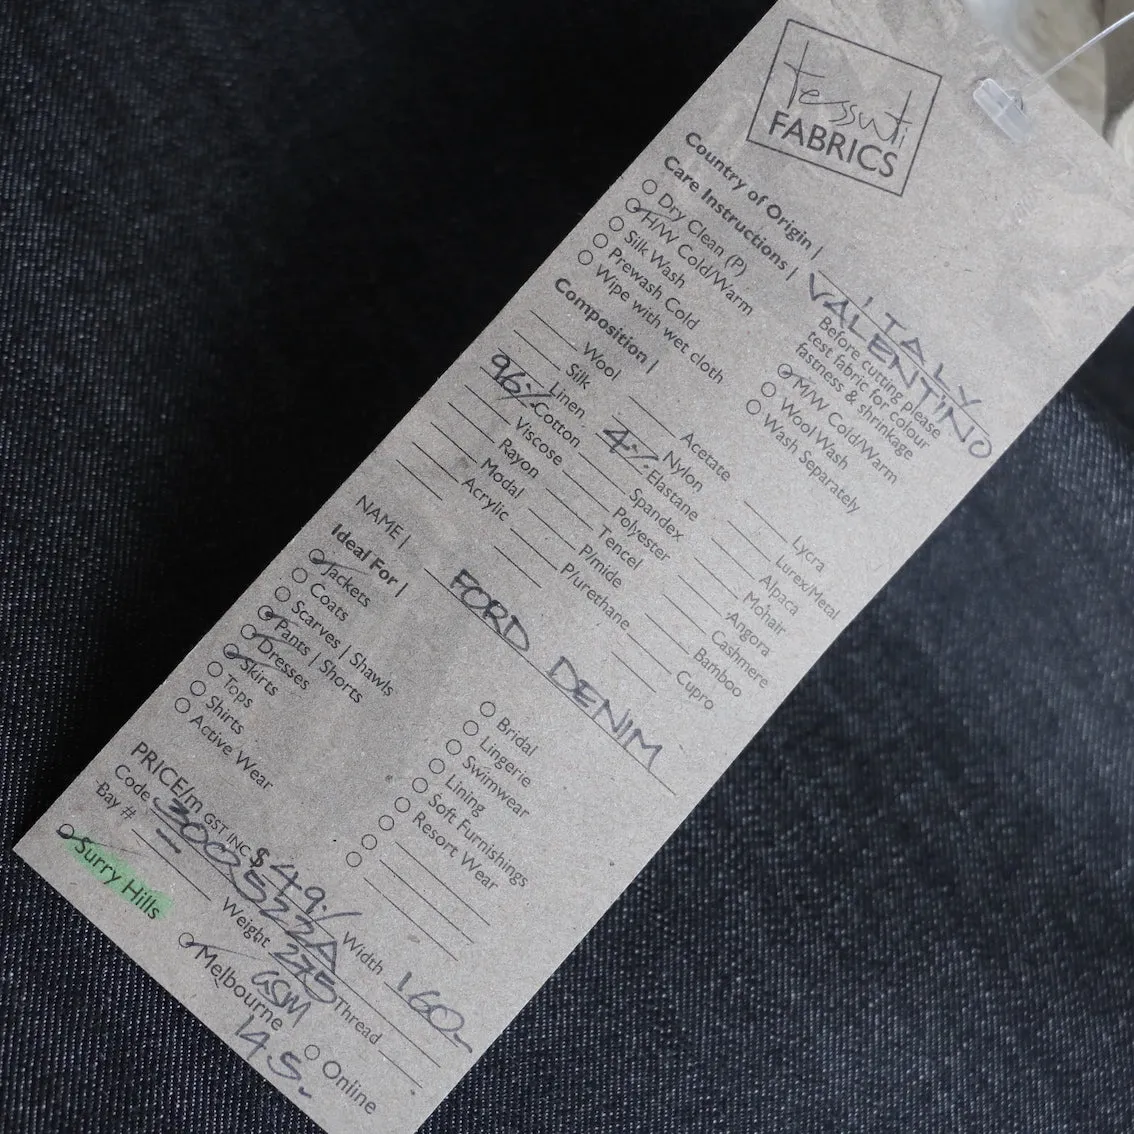 tessuti
FABRICS
Country of Origin | ITALY
Care Instructions | VALENTINO
Dry Clean (P)
H/W Cold/Warm
Silk Wash
Prewash Cold
Wipe with wet cloth
Before cutting please
test fabric for colour
fastness & shrinkage
M/W Cold/Warm
Wool Wash
Wash Separately
Composition |
Wool
Silk
Linen
96% Cotton
Viscose
Rayon
Modal
Acrylic
Acetate
Nylon
4% Elastane
Spandex
Polyester
Tencel
P/mide
P/urethane
Lycra
Lurex/Metal
Alpaca
Mohair
Angora
Cashmere
Bamboo
Cupro
NAME | FORD DENIM
Ideal For |
Jackets
Coats
Scarves | Shawls
Pants | Shorts
Dresses
Skirts
Tops
Shirts
Active Wear
Bridal
Lingerie
Swimwear
Lining
Soft Furnishings
Resort Wear
PRICE/m GST INC $49 Width 160
Code 300522A
Bay # Weight 275 GSM Thread
Surry Hills
Melbourne
14.5
Online